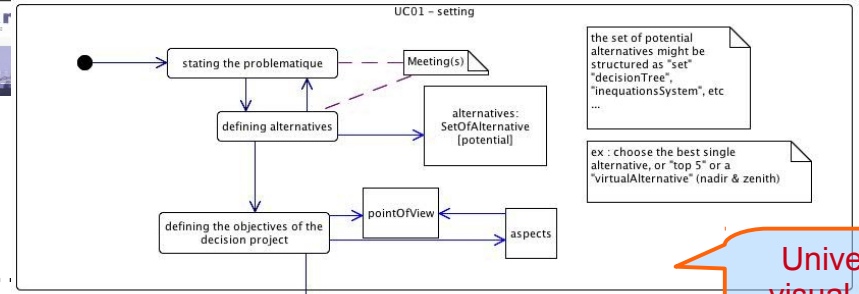 UC01 - setting
stating the problematique
Meeting(s)
the set of potential
alternatives might be
structured as "set"
"decisionTree",
"inequationsSystem", etc
...
defining alternatives
alternatives:
SetOfAlternative
[potential]
ex : choose the best single
alternative, or "top 5" or a
"virtualAlternative" (nadir & zenith)
defining the objectives of the
decision project
pointOfView
aspects